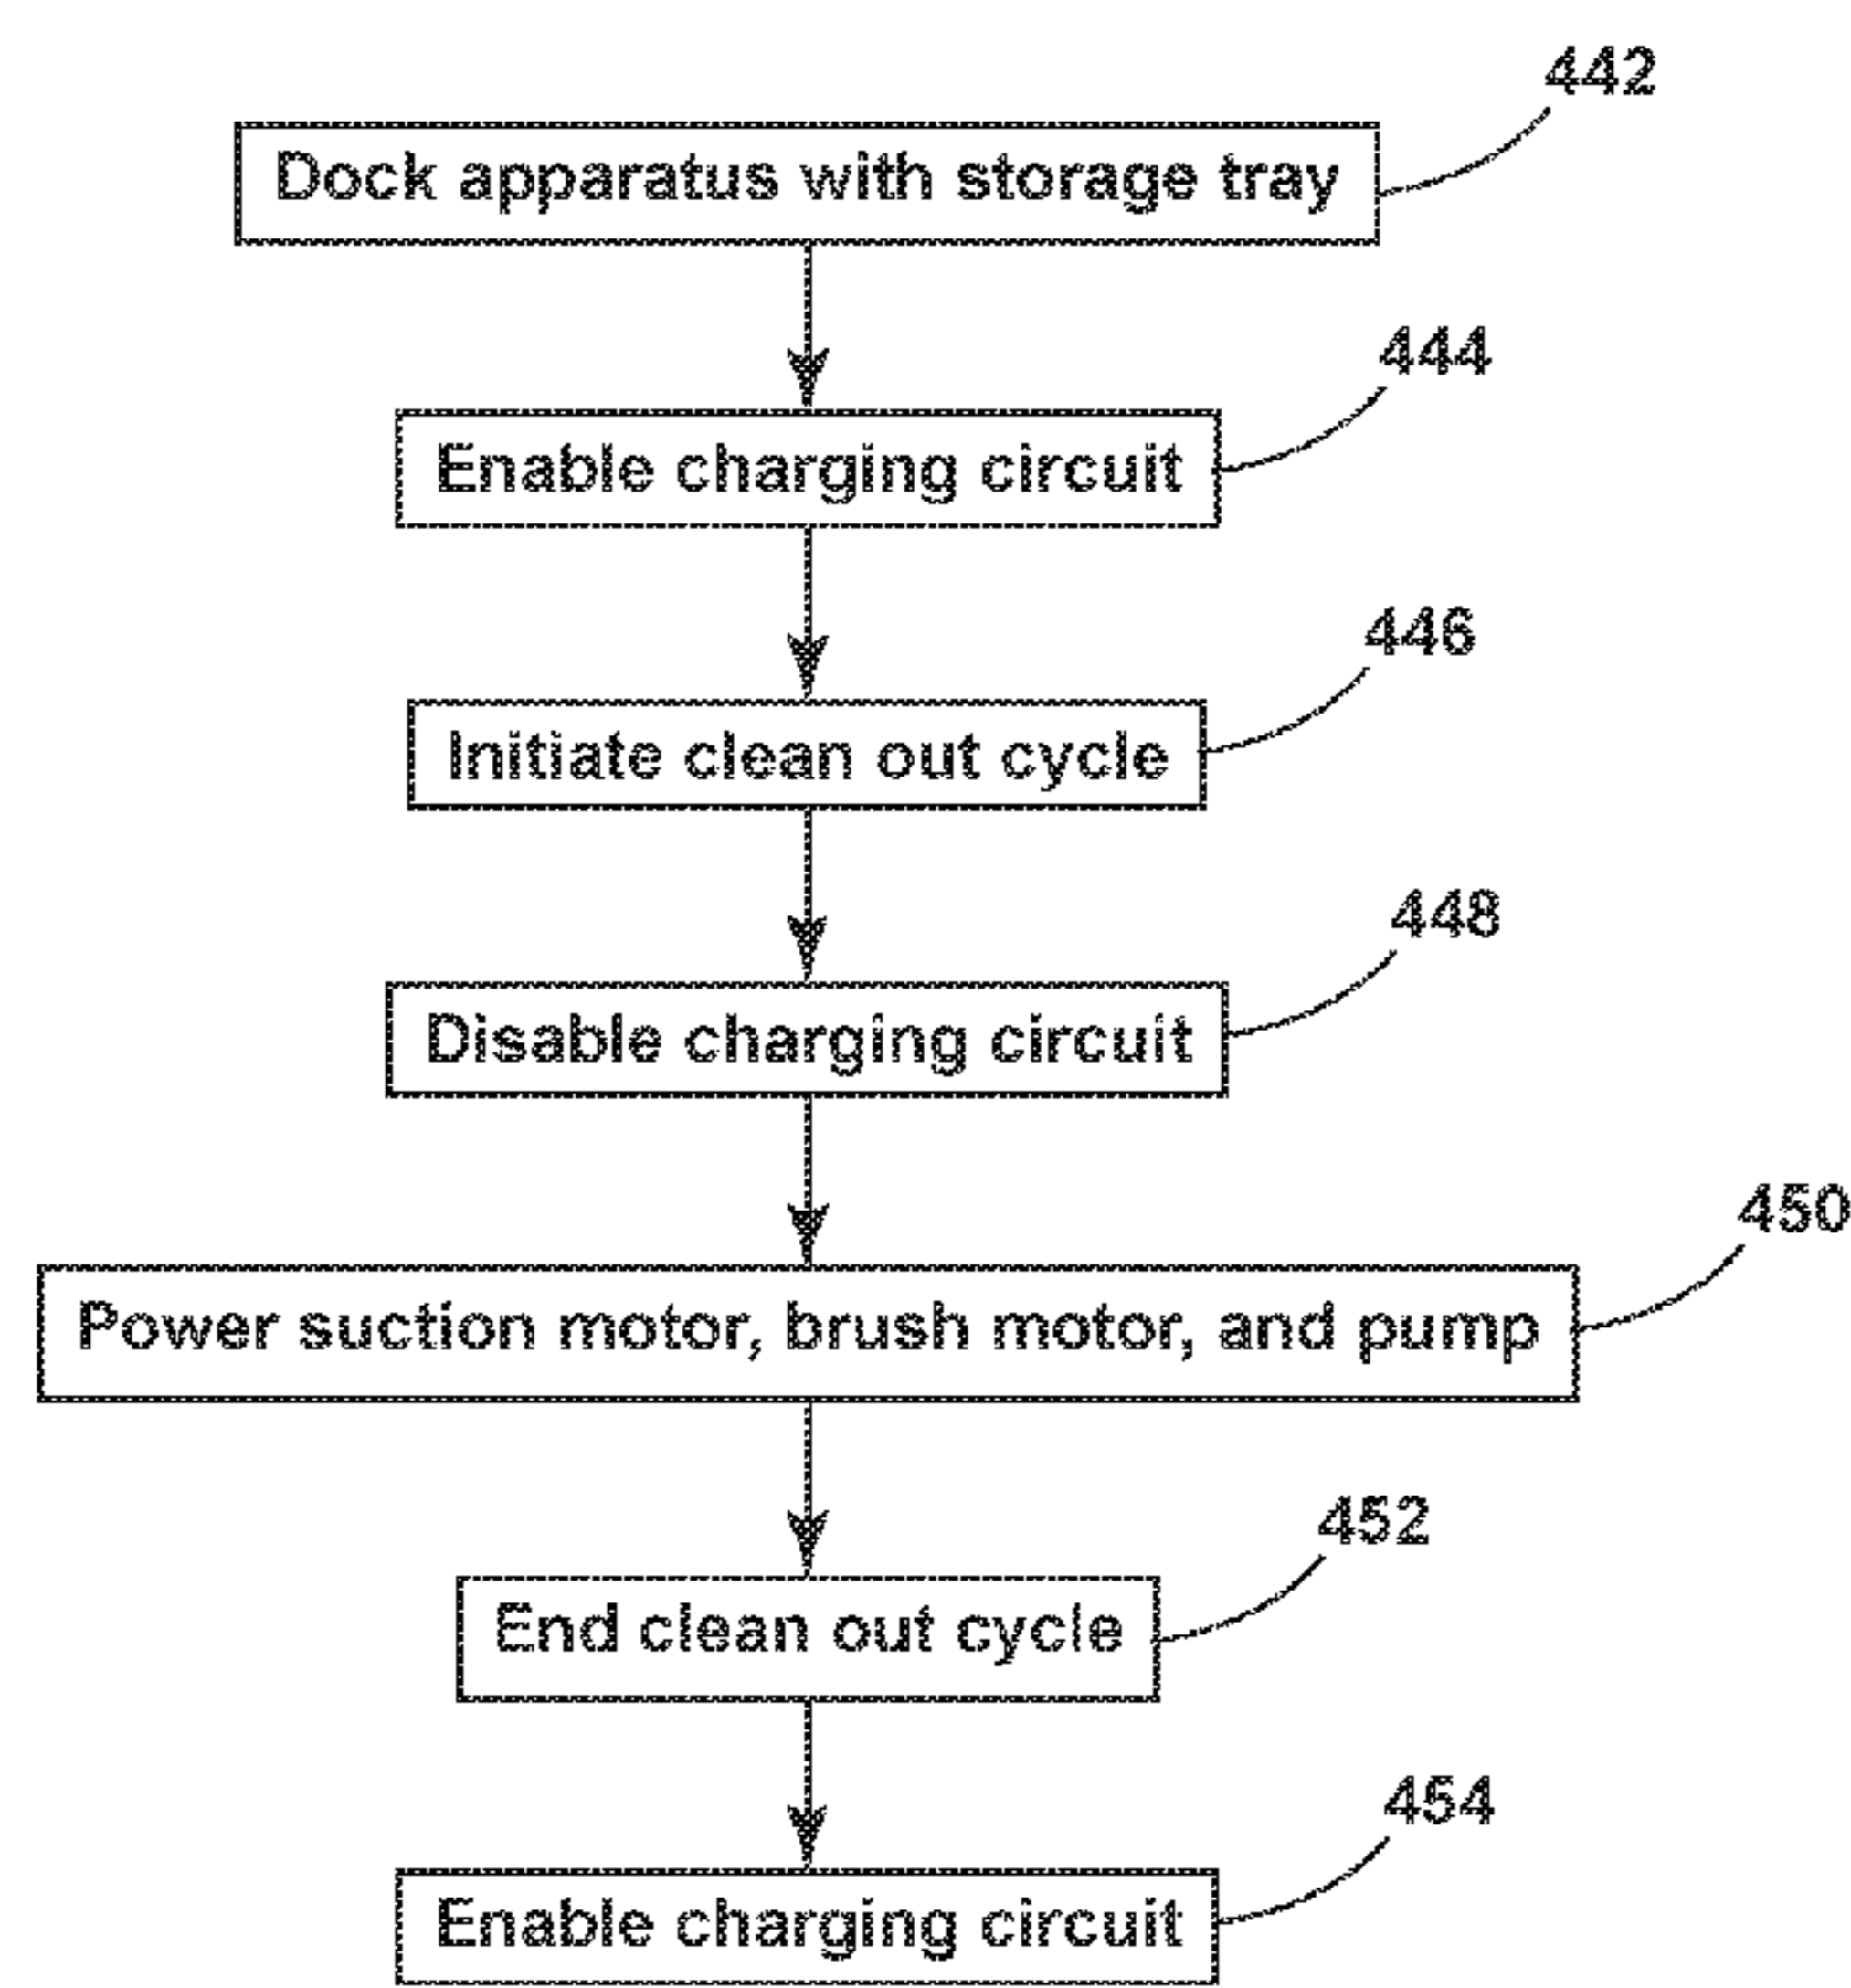 442
Dock apparatus with storage tray
444
Enable charging circuit
446
Initiate clean out cycle
448
Disable charging circuit
450
Power suction motor, brush motor, and pump
452
End clean out cycle
454
Enable charging circuit